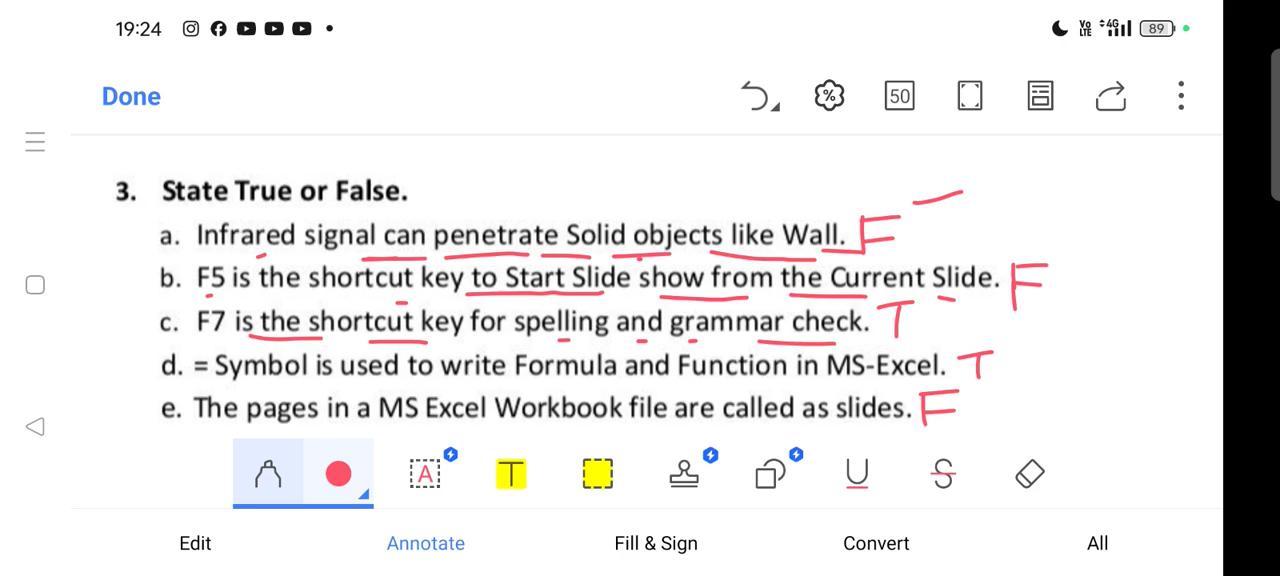 19:24 Vo LTE 4G 89
Done 50
3. State True or False.
a. Infrared signal can penetrate Solid objects like Wall. F
b. F5 is the shortcut key to Start Slide show from the Current Slide. F
c. F7 is the shortcut key for spelling and grammar check. T
d. = Symbol is used to write Formula and Function in MS-Excel. T
e. The pages in a MS Excel Workbook file are called as slides. F
A T U S
Edit Annotate Fill & Sign Convert All